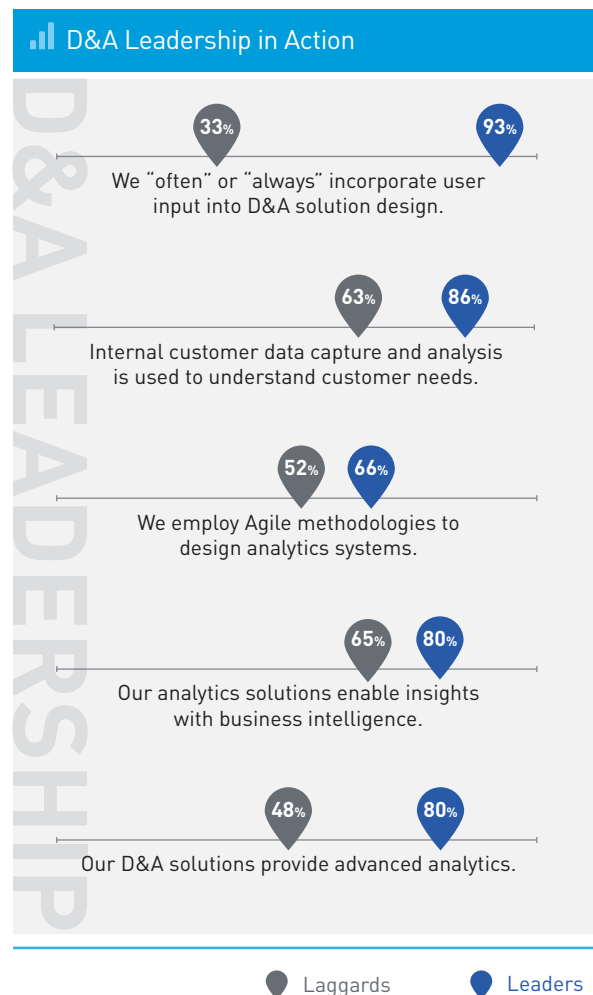 D&A Leadership in Action
D&A LEADERSHIP
33%
93%
We “often” or “always” incorporate user
input into D&A solution design.
63%
86%
Internal customer data capture and analysis
is used to understand customer needs.
52%
66%
We employ Agile methodologies to
design analytics systems.
65%
80%
Our analytics solutions enable insights
with business intelligence.
48%
80%
Our D&A solutions provide advanced analytics.
Laggards
Leaders